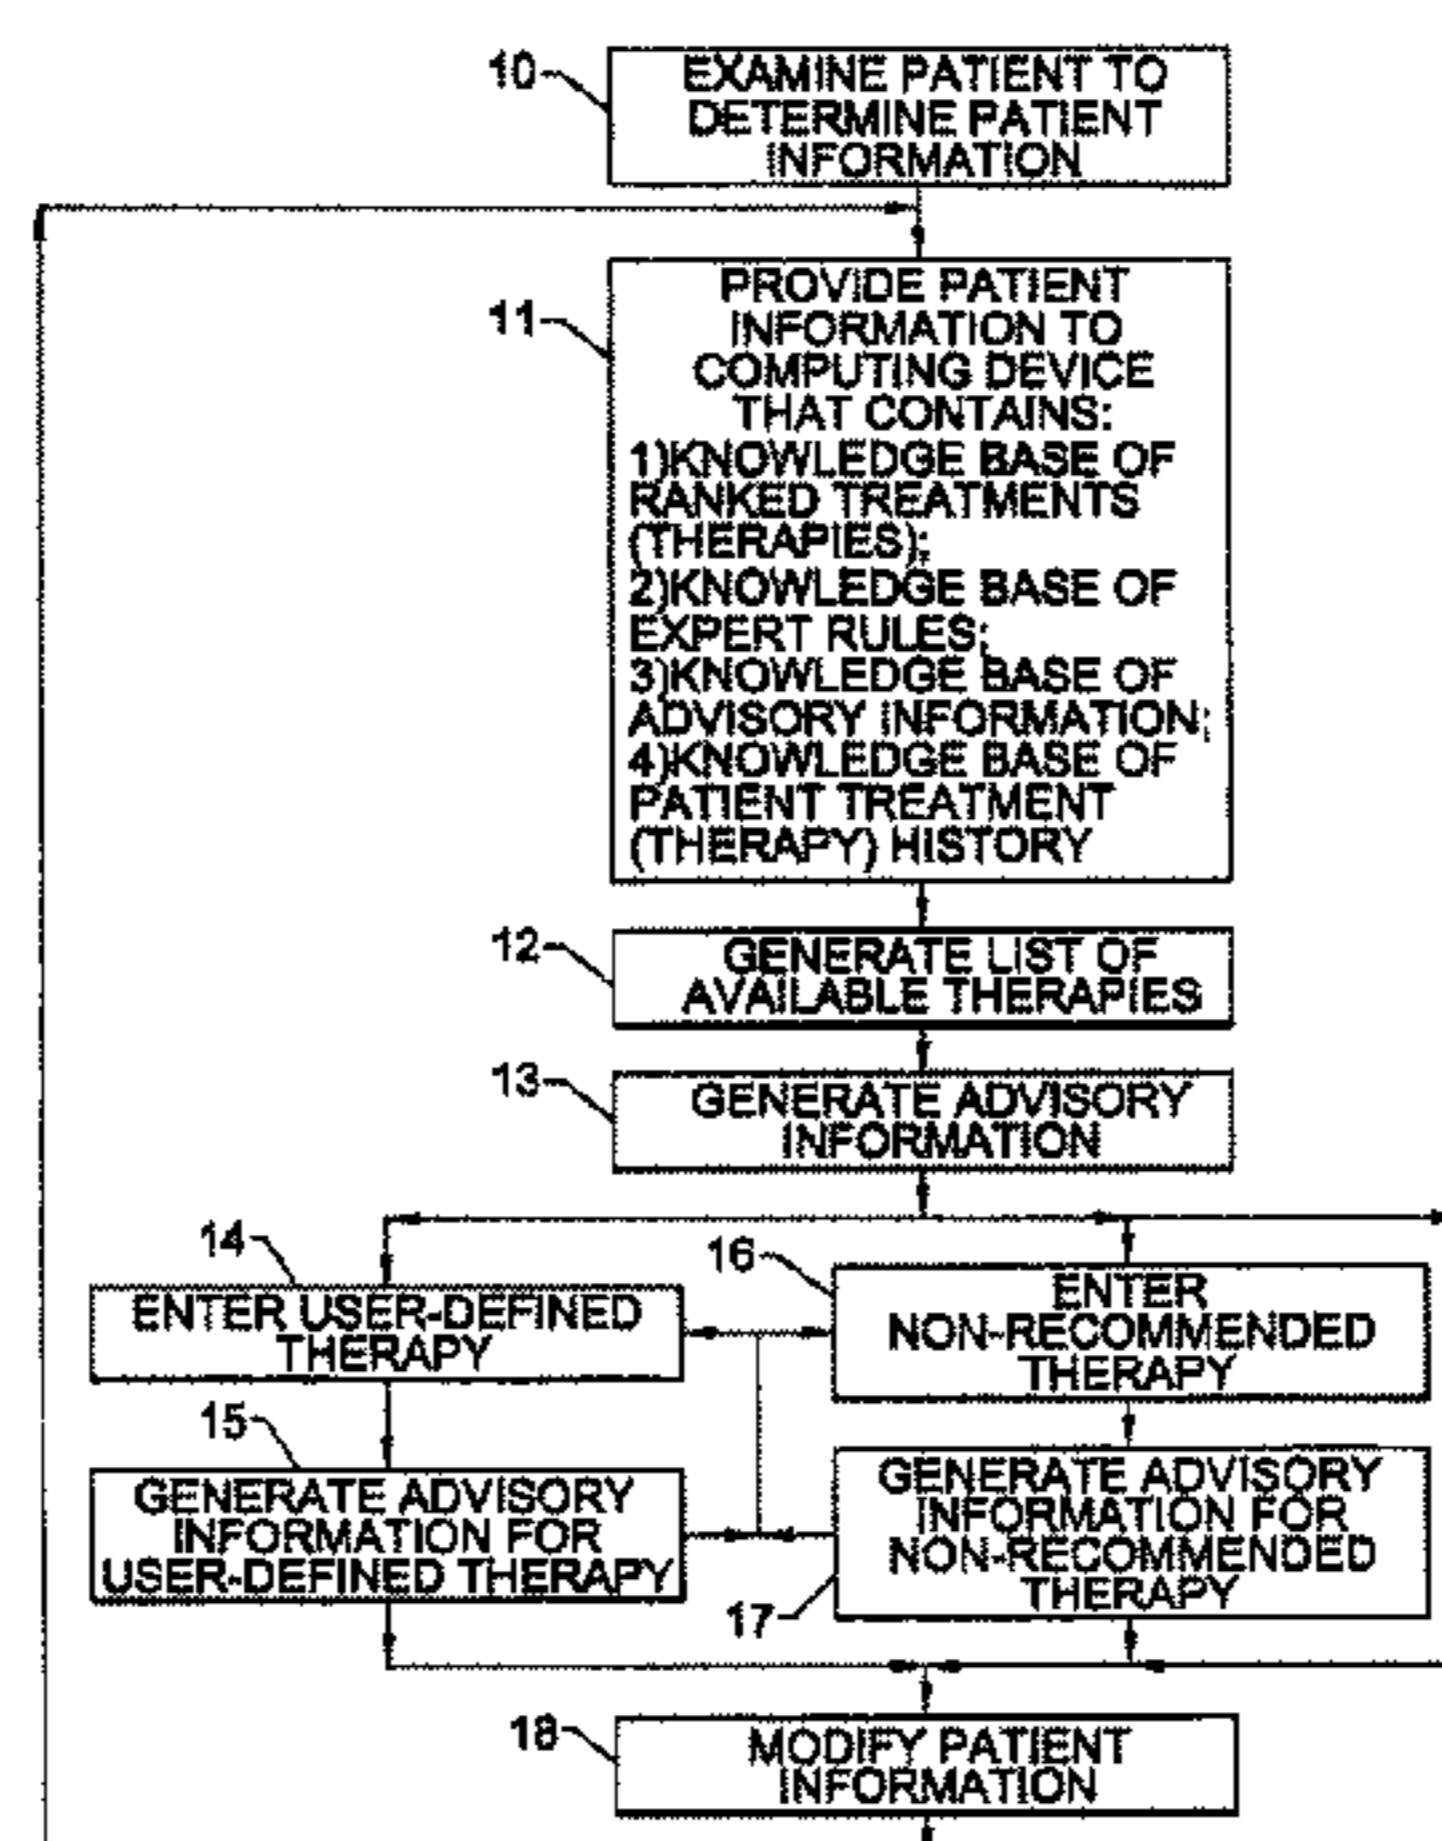 10
EXAMINE PATIENT TO
DETERMINE PATIENT
INFORMATION
11
PROVIDE PATIENT
INFORMATION TO
COMPUTING DEVICE
THAT CONTAINS:
1)KNOWLEDGE BASE OF
RANKED TREATMENTS
(THERAPIES);
2)KNOWLEDGE BASE OF
EXPERT RULES;
3)KNOWLEDGE BASE OF
ADVISORY INFORMATION;
4)KNOWLEDGE BASE OF
PATIENT TREATMENT
(THERAPY) HISTORY
12
GENERATE LIST OF
AVAILABLE THERAPIES
13
GENERATE ADVISORY
INFORMATION
14
ENTER USER-DEFINED
THERAPY
16
ENTER
NON-RECOMMENDED
THERAPY
15
GENERATE ADVISORY
INFORMATION FOR
USER-DEFINED THERAPY
17
GENERATE ADVISORY
INFORMATION FOR
NON-RECOMMENDED
THERAPY
18
MODIFY PATIENT
INFORMATION